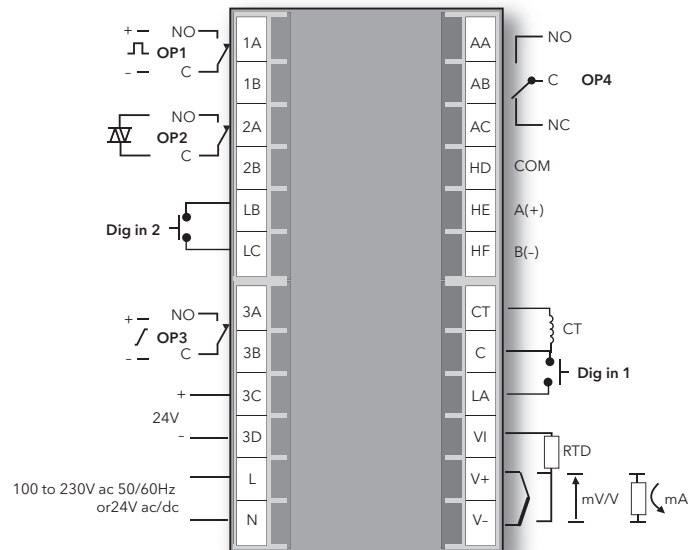 + NO
OP1
- C
NO
OP2
C
Dig in 2
+ NO
OP3
- C
+
24V
-
100 to 230V ac 50/60Hz
or24V ac/dc
1A
1B
2A
2B
LB
LC
3A
3B
3C
3D
L
N
AA
AB
AC
HD
HE
HF
CT
C
LA
VI
V+
V-
NO
C OP4
NC
COM
A(+)
B(-)
CT
Dig in 1
RTD
mV/V mA